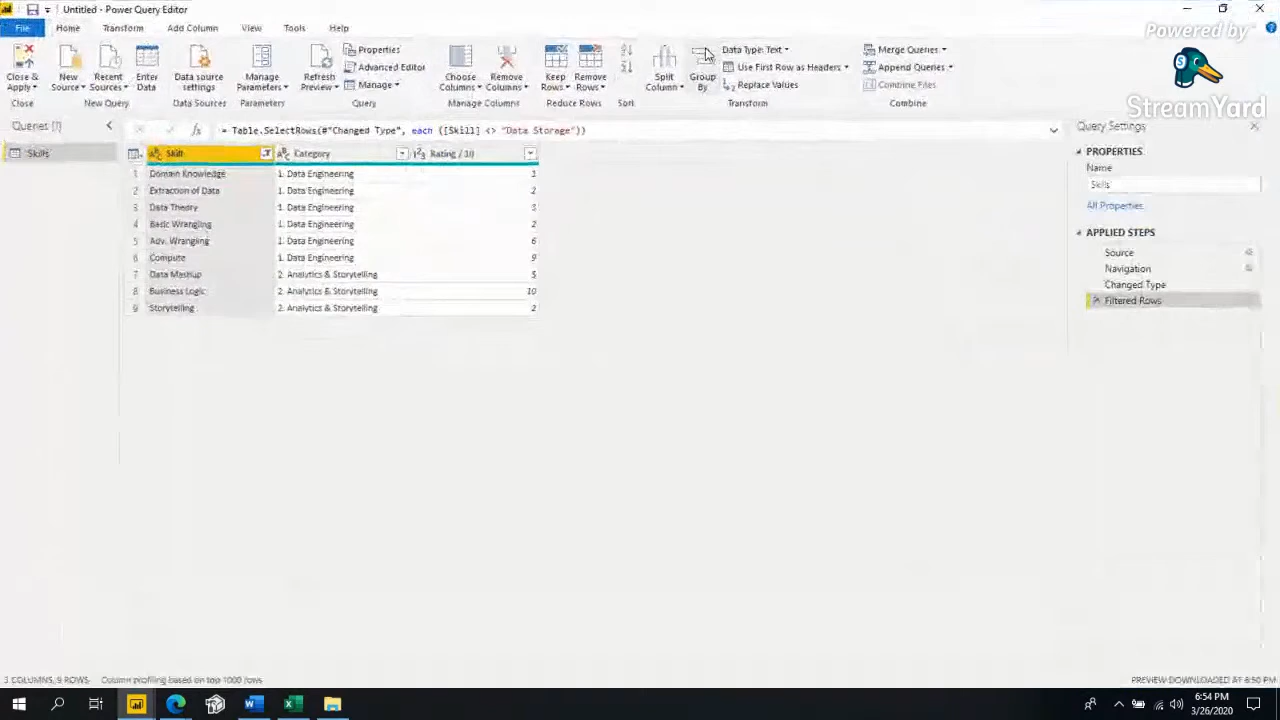 Untitled - Power Query Editor
File Home Transform Add Column View Tools Help
Powered by
StreamYard
Close & Apply
New Source
Recent Sources
Enter Data
Data source settings
Manage Parameters
Refresh Preview
Properties
Advanced Editor
Manage
Choose Columns
Remove Columns
Keep Rows
Remove Rows
Split Column
Group By
Data Type: Text
Use First Row as Headers
Replace Values
Merge Queries
Append Queries
Combine Files
Close New Query Data Sources Parameters Query Manage Columns Reduce Rows Sort Transform Combine
Queries [1]
= Table.SelectRows(#"Changed Type", each ([Skill] <> "Data Storage"))
Query Settings
Skills
Skill Category Rating / 10
1 Domain Knowledge 1. Data Engineering 3
2 Extraction of Data 1. Data Engineering 2
3 Data Theory 1. Data Engineering 3
4 Basic Wrangling 1. Data Engineering 2
5 Adv. Wrangling 1. Data Engineering 6
6 Compute 1. Data Engineering 9
7 Data Mashup 2. Analytics & Storytelling 5
8 Business Logic 2. Analytics & Storytelling 10
9 Storytelling 2. Analytics & Storytelling 2
PROPERTIES
Name
Skills
All Properties
APPLIED STEPS
Source
Navigation
Changed Type
Filtered Rows
3 COLUMNS, 9 ROWS Column profiling based on top 1000 rows
PREVIEW DOWNLOADED AT 6:50 PM
6:54 PM
3/26/2020